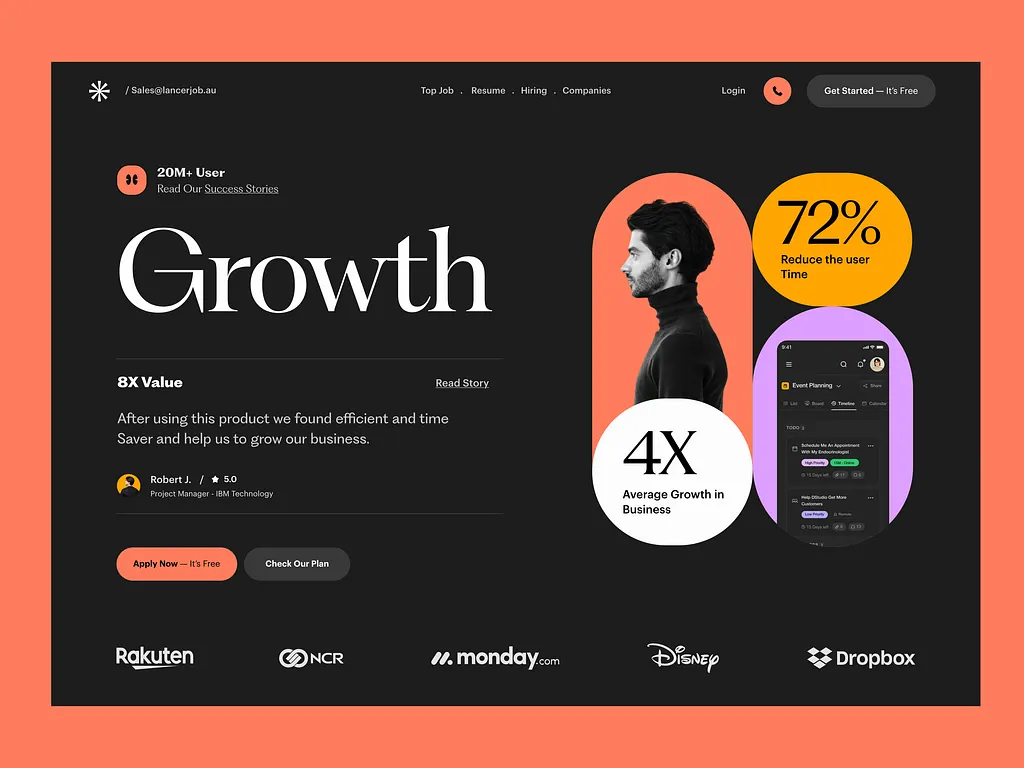 / Sales@lancerjob.au
Top Job . Resume . Hiring . Companies
Login
Get Started — It's Free
20M+ User
Read Our Success Stories
Growth
8X Value
Read Story
After using this product we found efficient and time
Saver and help us to grow our business.
Robert J. / ★ 5.0
Project Manager - IBM Technology
Apply Now — It's Free
Check Our Plan
72%
Reduce the user
Time
4X
Average Growth in
Business
9:41
Event Planning
Share
List
Board
Timeline
Calendar
TODO
Schedule Me An Appointment
With My Endocrinologist
High Priority
15 Days left
Help DStudio Get More
Customers
Low Priority
15 Days left
Rakuten
NCR
monday.com
Disney
Dropbox